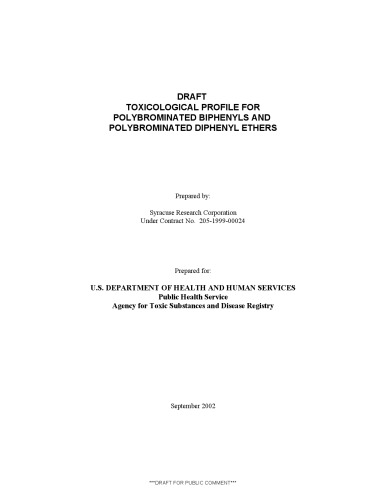 DRAFT
TOXICOLOGICAL PROFILE FOR
POLYBROMINATED BIPHENYLS AND
POLYBROMINATED DIPHENYL ETHERS
Prepared by:
Syracuse Research Corporation
Under Contract No. 205-1999-00024
Prepared for:
U.S. DEPARTMENT OF HEALTH AND HUMAN SERVICES
Public Health Service
Agency for Toxic Substances and Disease Registry
September 2002
***DRAFT FOR PUBLIC COMMENT***